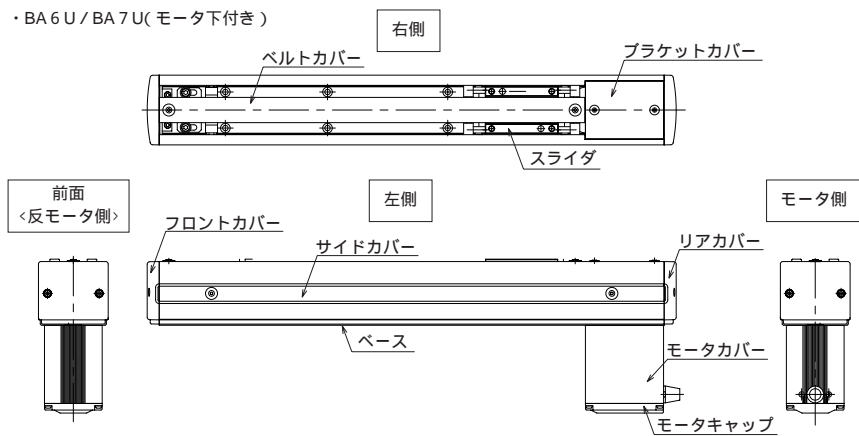 ・BA6U/BA7U(モータ下付き)
右側
ベルトカバー
ブラケットカバー
スライダ
前面
<反モータ側>
左側
モータ側
フロントカバー
サイドカバー
リアカバー
ベース
モータカバー
モータキャップ